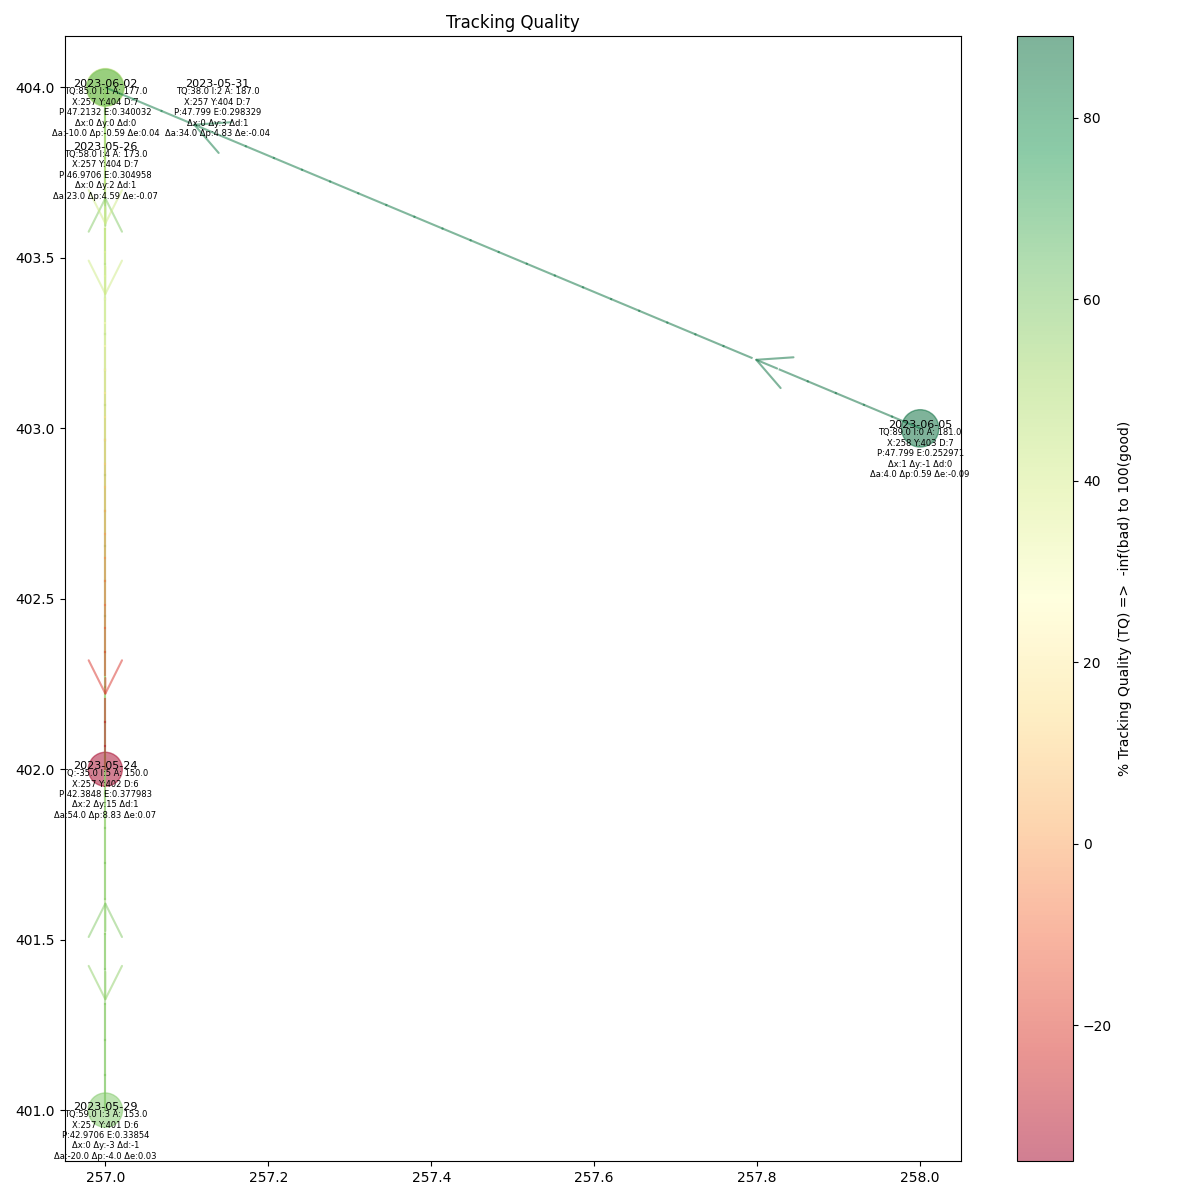 Tracking Quality
404.0
403.5
403.0
402.5
402.0
401.5
401.0
257.0
257.2
257.4
257.6
257.8
258.0
2023-06-02
TQ:85.0 I:1 A: 177.0
X:257 Y:404 D:7
P:47.2132 E:0.340032
Δx:0 Δy:0 Δd:0
Δa:-10.0 Δp:-0.59 Δe:0.04
2023-05-31
TQ:38.0 I:2 A: 187.0
X:257 Y:404 D:7
P:47.799 E:0.298329
Δx:0 Δy:3 Δd:1
Δa:34.0 Δp:4.83 Δe:-0.04
2023-05-26
TQ:58.0 I:4 A: 173.0
X:257 Y:404 D:7
P:46.9706 E:0.304958
Δx:0 Δy:2 Δd:1
Δa:23.0 Δp:4.59 Δe:-0.07
2023-06-05
TQ:89.0 I:0 A: 181.0
X:258 Y:403 D:7
P:47.799 E:0.252971
Δx:1 Δy:-1 Δd:0
Δa:4.0 Δp:0.59 Δe:-0.09
2023-05-24
TQ:-35.0 I:5 A: 150.0
X:257 Y:402 D:6
P:42.3848 E:0.377983
Δx:2 Δy:15 Δd:1
Δa:54.0 Δp:8.83 Δe:0.07
2023-05-29
TQ:59.0 I:3 A: 153.0
X:257 Y:401 D:6
P:42.9706 E:0.33854
Δx:0 Δy:-3 Δd:-1
Δa:-20.0 Δp:-4.0 Δe:0.03
80
60
40
20
0
−20
% Tracking Quality (TQ) =>  -inf(bad) to 100(good)